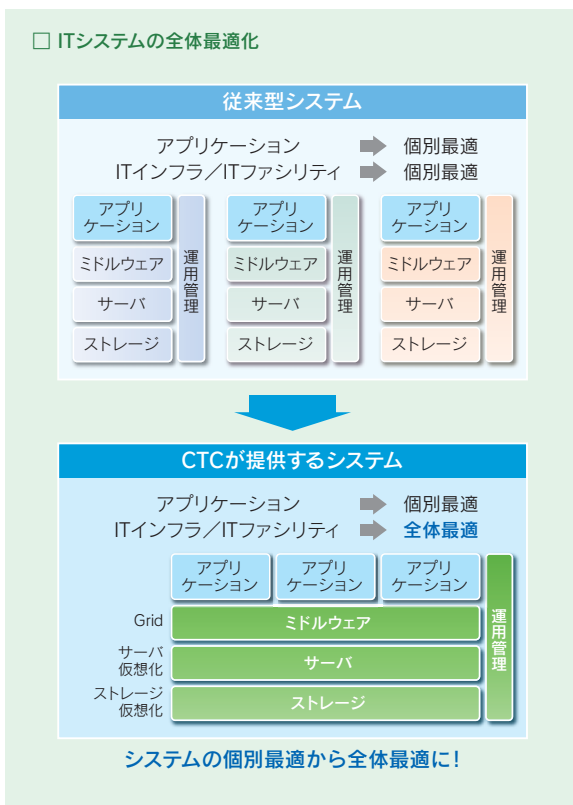 □ ITシステムの全体最適化
従来型システム
アプリケーション ➡ 個別最適
ITインフラ／ITファシリティ ➡ 個別最適
アプリ
ケーション
ミドルウェア
サーバ
ストレージ
運用管理
アプリ
ケーション
ミドルウェア
サーバ
ストレージ
運用管理
アプリ
ケーション
ミドルウェア
サーバ
ストレージ
運用管理
CTCが提供するシステム
アプリケーション ➡ 個別最適
ITインフラ／ITファシリティ ➡ 全体最適
アプリ
ケーション
アプリ
ケーション
アプリ
ケーション
Grid
ミドルウェア
サーバ
仮想化
サーバ
ストレージ
仮想化
ストレージ
運用管理
システムの個別最適から全体最適に！